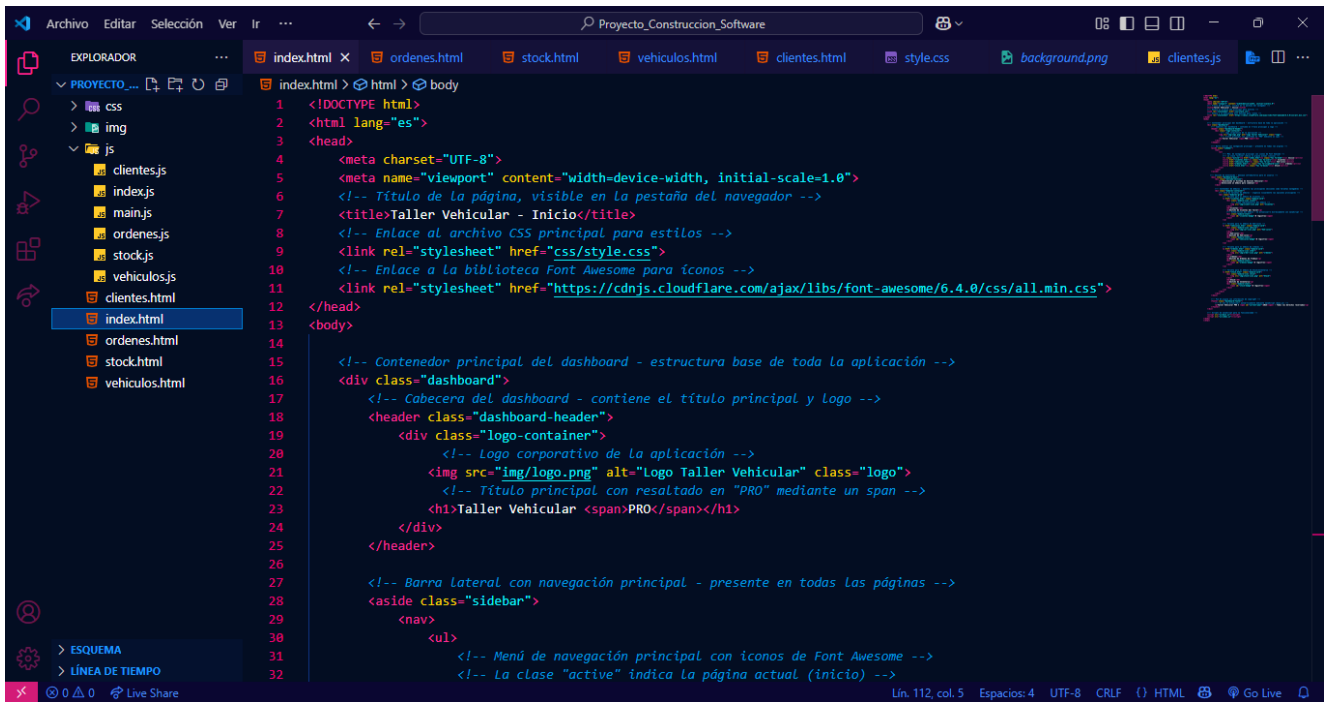 Archivo Editar Selección Ver Ir ··· Proyecto_Construccion_Software
EXPLORADOR ···
PROYECTO_...
css
img
js
clientes.js
index.js
main.js
ordenes.js
stock.js
vehiculos.js
clientes.html
index.html
ordenes.html
stock.html
vehiculos.html
ESQUEMA
LÍNEA DE TIEMPO
index.html ordenes.html stock.html vehiculos.html clientes.html style.css background.png clientes.js ···
index.html > html > body
1 <!DOCTYPE html>
2 <html lang="es">
3 <head>
4 <meta charset="UTF-8">
5 <meta name="viewport" content="width=device-width, initial-scale=1.0">
6 <!-- Título de la página, visible en la pestaña del navegador -->
7 <title>Taller Vehicular - Inicio</title>
8 <!-- Enlace al archivo CSS principal para estilos -->
9 <link rel="stylesheet" href="css/style.css">
10 <!-- Enlace a la biblioteca Font Awesome para íconos -->
11 <link rel="stylesheet" href="https://cdnjs.cloudflare.com/ajax/libs/font-awesome/6.4.0/css/all.min.css">
12 </head>
13 <body>
14
15 <!-- Contenedor principal del dashboard - estructura base de toda la aplicación -->
16 <div class="dashboard">
17 <!-- Cabecera del dashboard - contiene el título principal y logo -->
18 <header class="dashboard-header">
19 <div class="logo-container">
20 <!-- Logo corporativo de la aplicación -->
21 <img src="img/logo.png" alt="Logo Taller Vehicular" class="logo">
22 <!-- Título principal con resaltado en "PRO" mediante un span -->
23 <h1>Taller Vehicular <span>PRO</span></h1>
24 </div>
25 </header>
26
27 <!-- Barra lateral con navegación principal - presente en todas las páginas -->
28 <aside class="sidebar">
29 <nav>
30 <ul>
31 <!-- Menú de navegación principal con iconos de Font Awesome -->
32 <!-- La clase "active" indica la página actual (inicio) -->
0 0 Live Share Lín. 112, col. 5 Espacios: 4 UTF-8 CRLF {} HTML Go Live